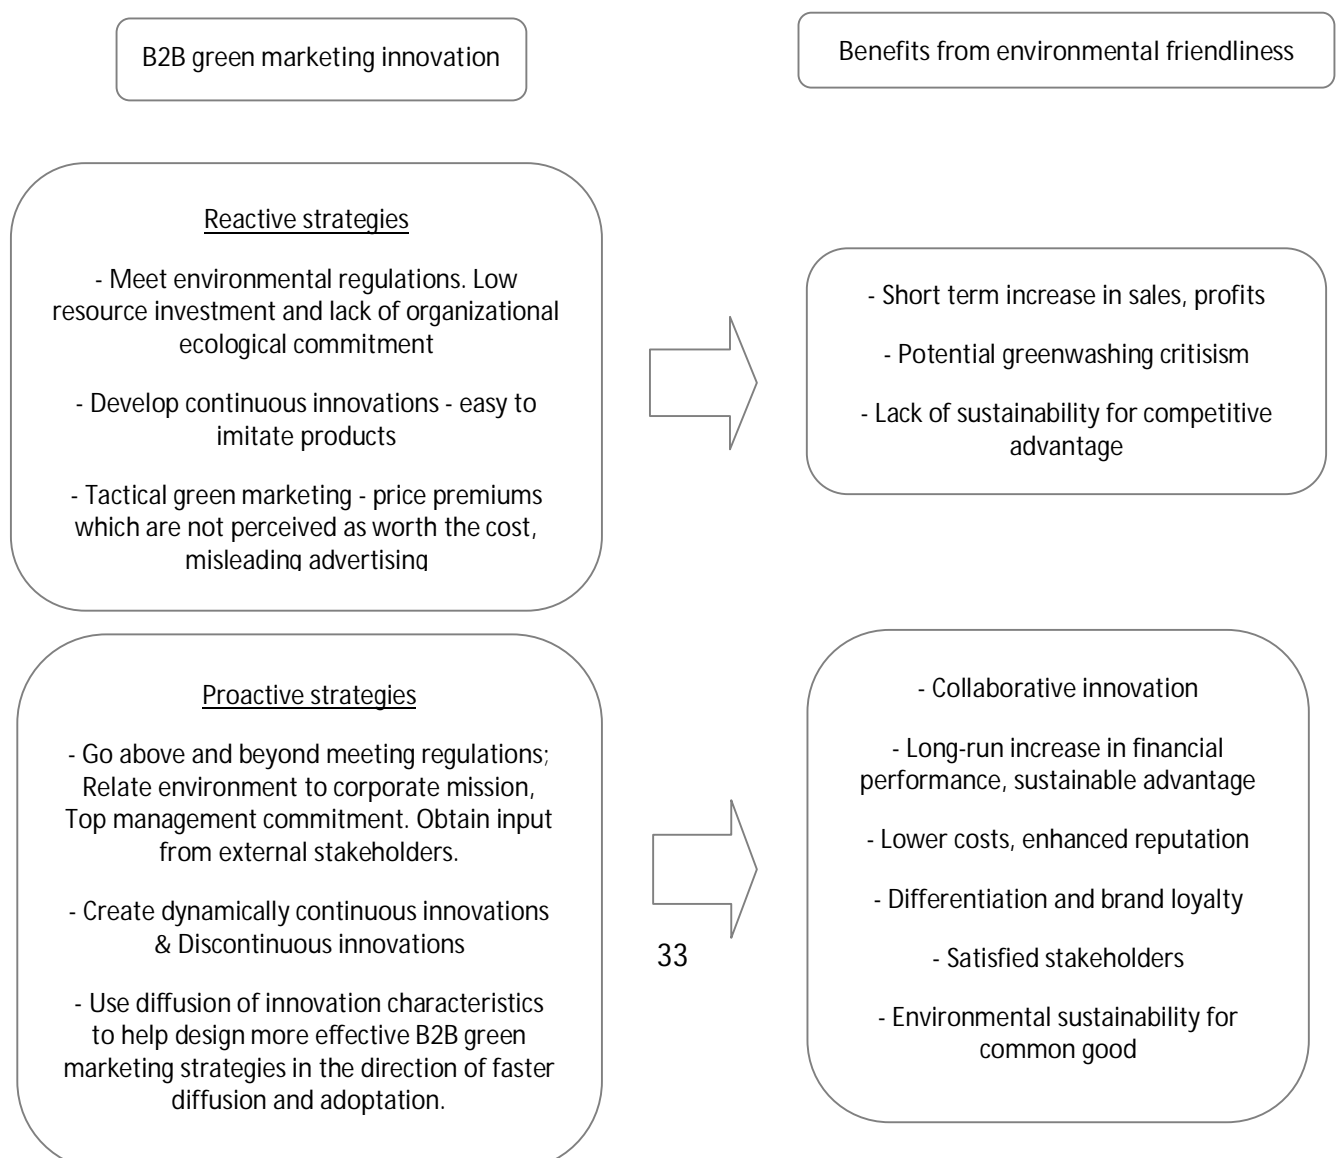 B2B green marketing innovation
Benefits from environmental friendliness
Reactive strategies
- Meet environmental regulations. Low
resource investment and lack of organizational
ecological commitment
- Develop continuous innovations - easy to
imitate products
- Tactical green marketing - price premiums
which are not perceived as worth the cost,
misleading advertising
- Short term increase in sales, profits
- Potential greenwashing critisism
- Lack of sustainability for competitive
advantage
Proactive strategies
- Go above and beyond meeting regulations;
Relate environment to corporate mission,
Top management commitment. Obtain input
from external stakeholders.
- Create dynamically continuous innovations
& Discontinuous innovations
- Use diffusion of innovation characteristics
to help design more effective B2B green
marketing strategies in the direction of faster
diffusion and adoptation.
33
- Collaborative innovation
- Long-run increase in financial
performance, sustainable advantage
- Lower costs, enhanced reputation
- Differentiation and brand loyalty
- Satisfied stakeholders
- Environmental sustainability for
common good